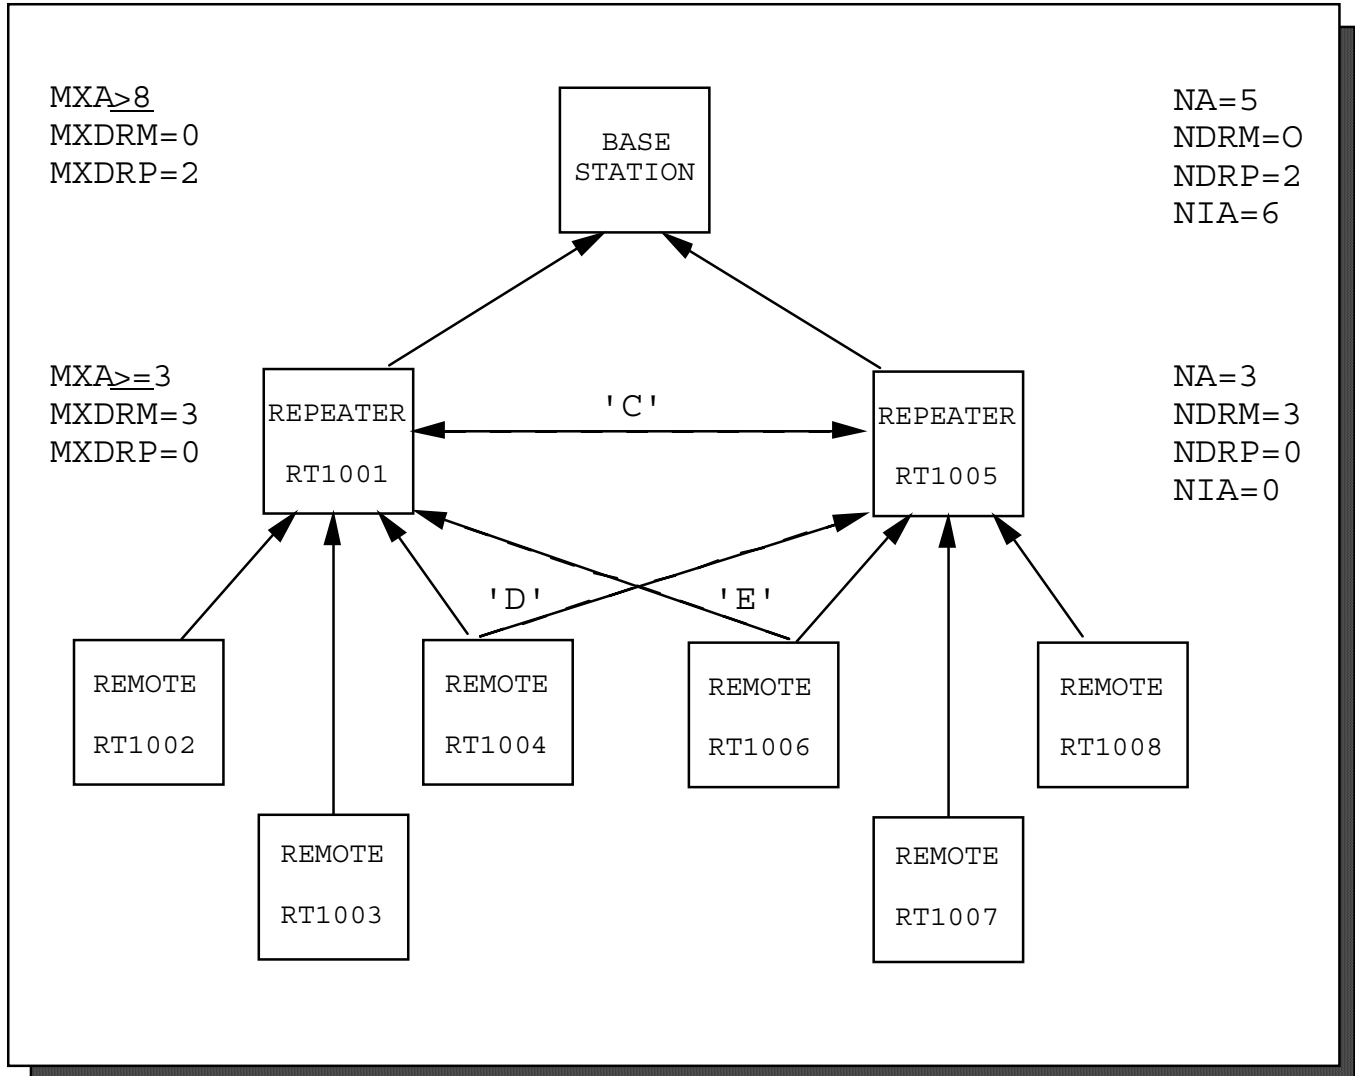 MXA>8
MXDRM=0
MXDRP=2
BASE
STATION
NA=5
NDRM=O
NDRP=2
NIA=6
MXA>=3
MXDRM=3
MXDRP=0
REPEATER
RT1001
'C'
REPEATER
RT1005
NA=3
NDRM=3
NDRP=0
NIA=0
'D'
'E'
REMOTE
RT1002
REMOTE
RT1004
REMOTE
RT1006
REMOTE
RT1008
REMOTE
RT1003
REMOTE
RT1007